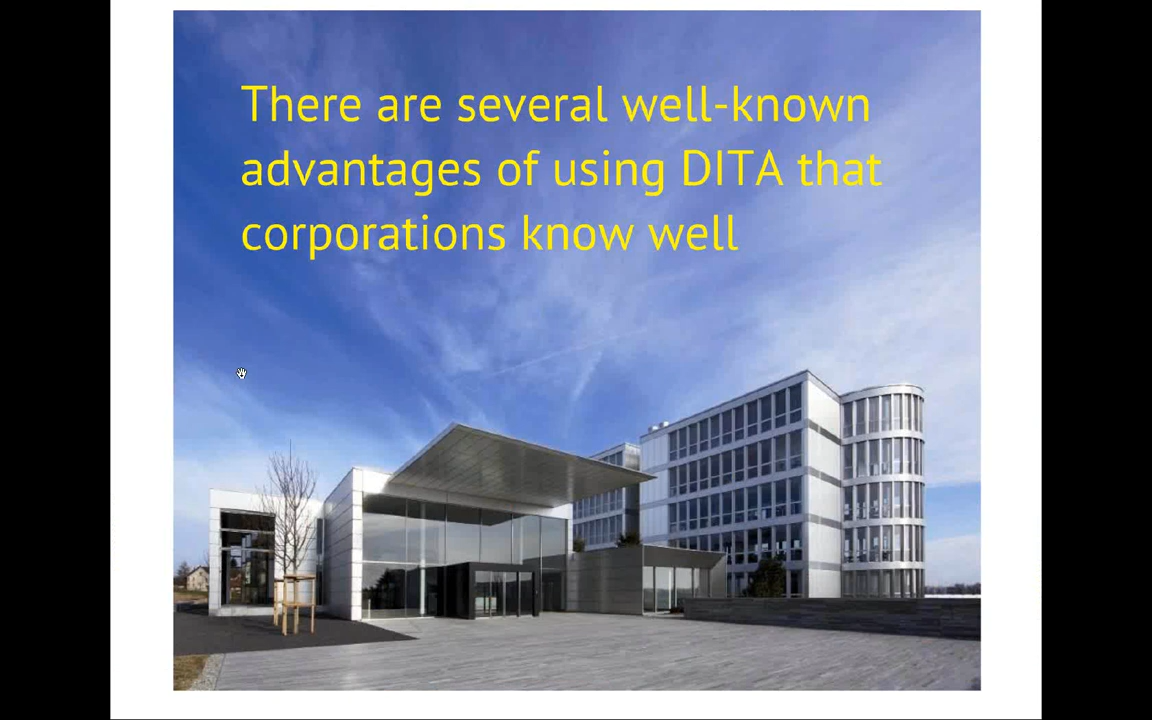 There are several well-known
advantages of using DITA that
corporations know well